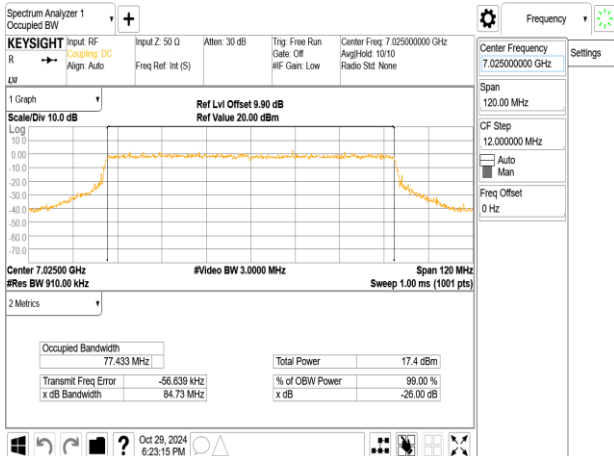 Spectrum Analyzer 1
Occupied BW
+
Frequency
KEYSIGHT
R
Input: RF
Coupling: DC
Align: Auto
Input Z: 50 Ω
Freq Ref: Int (S)
Atten: 30 dB
Trig: Free Run
Gate: Off
#IF Gain: Low
Center Freq: 7.025000000 GHz
Avg|Hold: 10/10
Radio Std: None
Center Frequency
7.025000000 GHz
Settings
Span
120.00 MHz
CF Step
12.000000 MHz
Auto
Man
Freq Offset
0 Hz
1 Graph
Scale/Div 10.0 dB
Ref Lvl Offset 9.90 dB
Ref Value 20.00 dBm
Log
10.0
0.00
-10.0
-20.0
-30.0
-40.0
-50.0
-60.0
-70.0
Center 7.02500 GHz
#Video BW 3.0000 MHz
Span 120 MHz
#Res BW 910.00 kHz
Sweep 1.00 ms (1001 pts)
2 Metrics
Occupied Bandwidth
77.433 MHz
Total Power 17.4 dBm
Transmit Freq Error -56.639 kHz
% of OBW Power 99.00 %
x dB Bandwidth 84.73 MHz
x dB -26.00 dB
?
Oct 29, 2024
6:23:15 PM